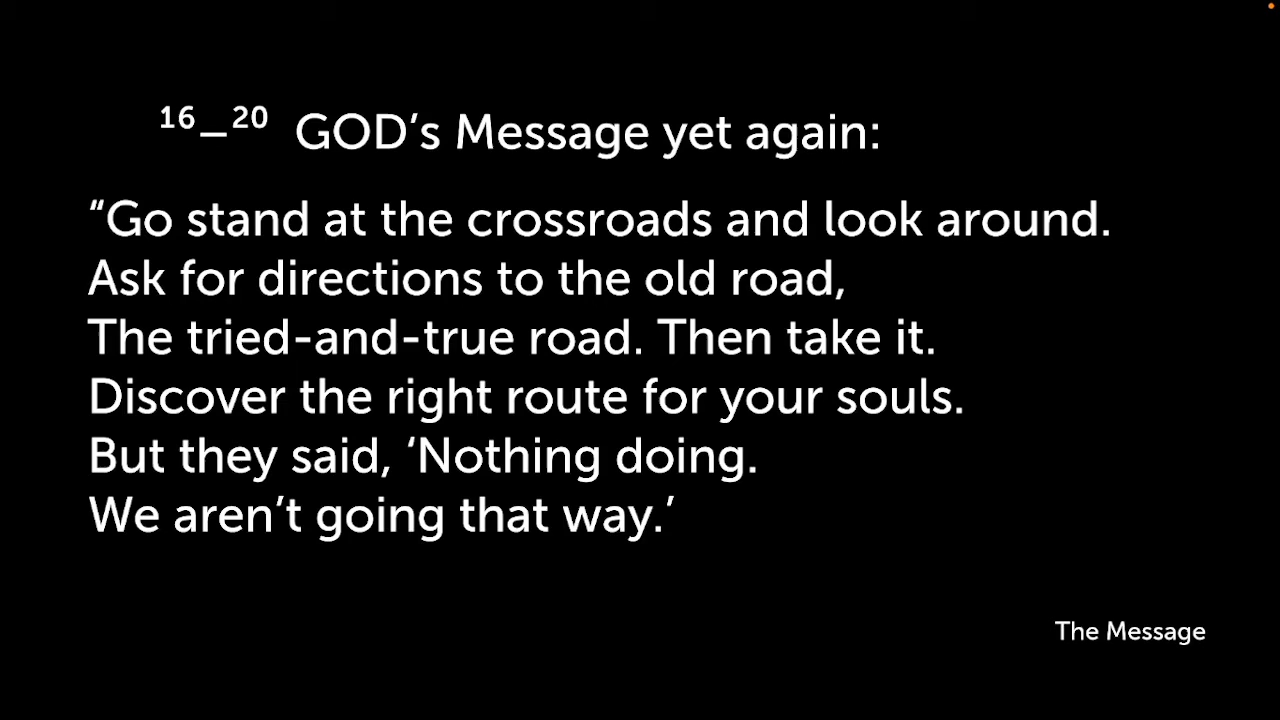 16–20 GOD’s Message yet again:
“Go stand at the crossroads and look around.
Ask for directions to the old road,
The tried-and-true road. Then take it.
Discover the right route for your souls.
But they said, ‘Nothing doing.
We aren’t going that way.’
The Message